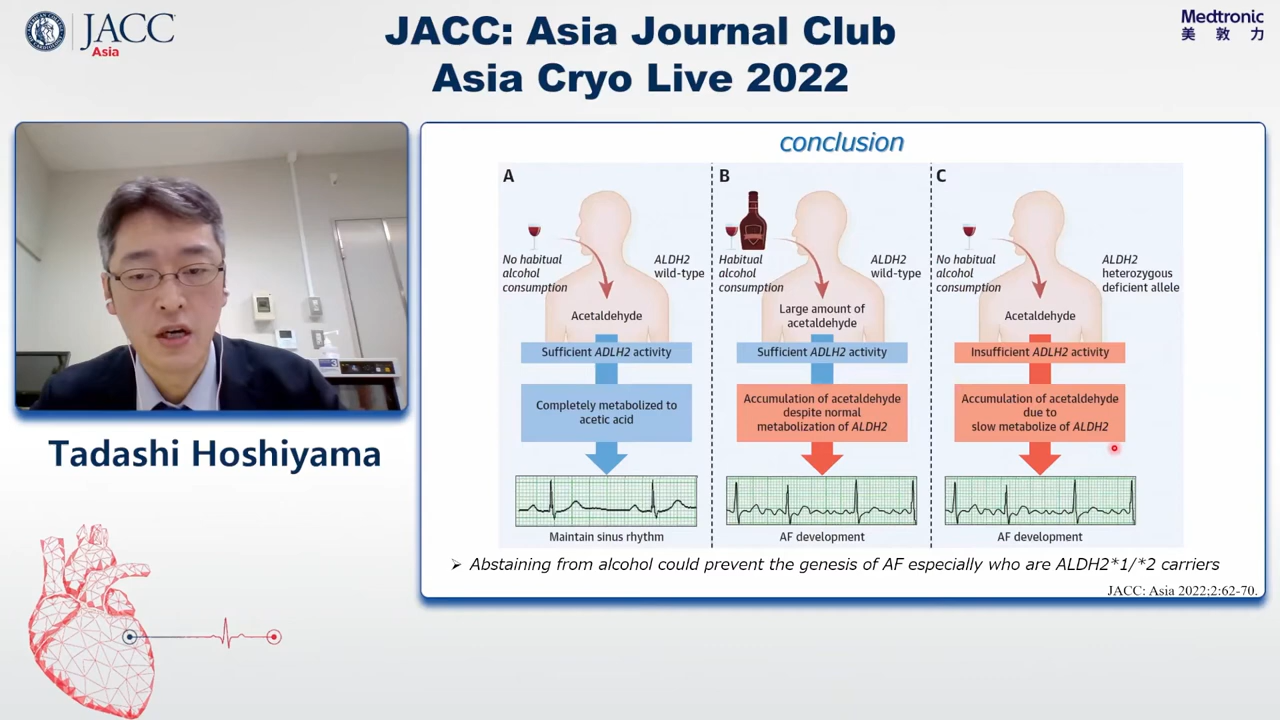 JACC
Asia
JACC: Asia Journal Club
Asia Cryo Live 2022
Medtronic
美敦力
Tadashi Hoshiyama
conclusion
A
No habitual
alcohol
consumption
ALDH2
wild-type
Acetaldehyde
Sufficient ADLH2 activity
Completely metabolized to
acetic acid
Maintain sinus rhythm
B
Habitual
alcohol
consumption
ALDH2
wild-type
Large amount of
acetaldehyde
Sufficient ADLH2 activity
Accumulation of acetaldehyde
despite normal
metabolization of ALDH2
AF development
C
No habitual
alcohol
consumption
ALDH2
heterozygous
deficient allele
Acetaldehyde
Insufficient ADLH2 activity
Accumulation of acetaldehyde
due to
slow metabolize of ALDH2
AF development
➢ Abstaining from alcohol could prevent the genesis of AF especially who are ALDH2*1/*2 carriers
JACC: Asia 2022;2:62-70.